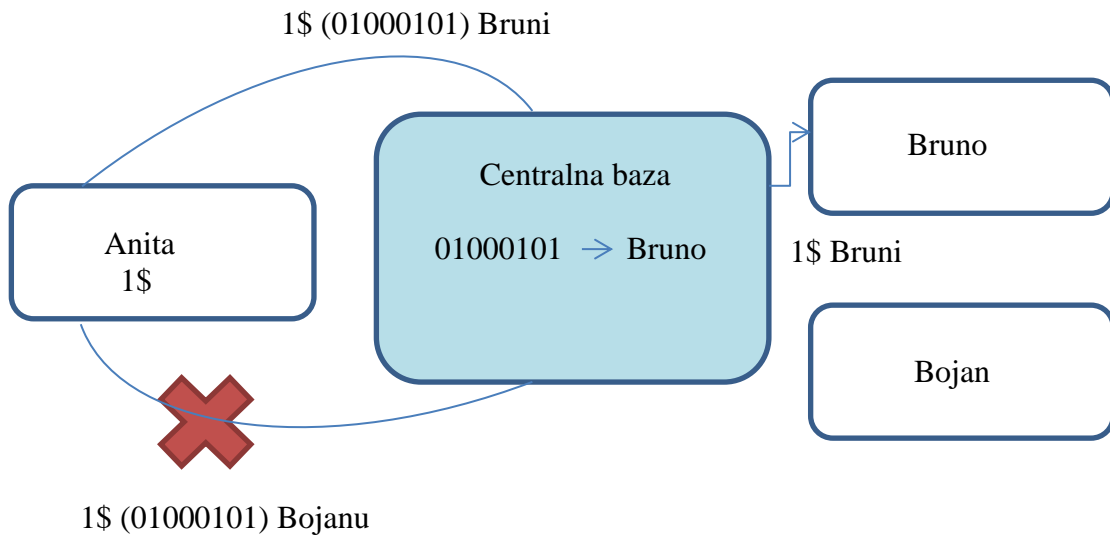 1$ (01000101) Bruni
Centralna baza
01000101 Bruno
Anita
1$
Bruno
1$ Bruni
Bojan
1$ (01000101) Bojanu